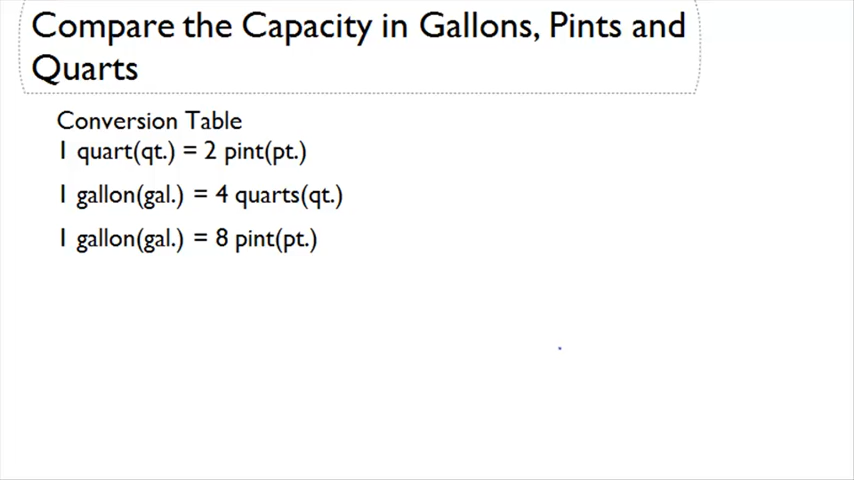 Compare the Capacity in Gallons, Pints and
Quarts
Conversion Table
1 quart(qt.) = 2 pint(pt.)
1 gallon(gal.) = 4 quarts(qt.)
1 gallon(gal.) = 8 pint(pt.)